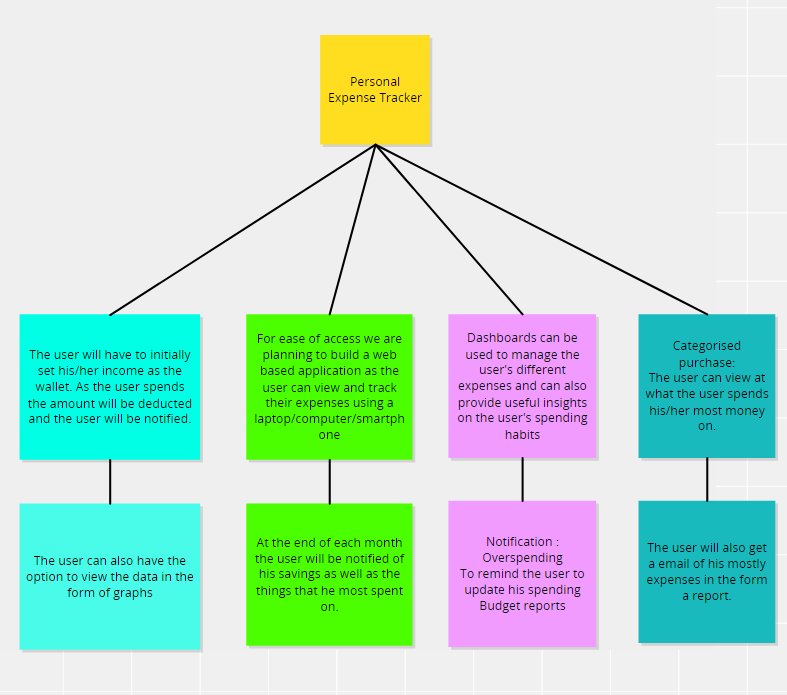 Personal
Expense Tracker
The user will have to initially
set his/her income as the
wallet. As the user spends
the amount will be deducted
and the user will be notified.
For ease of access we are
planning to build a web
based application as the
user can view and track
their expenses using a
laptop/computer/smartph
one
Dashboards can be
used to manage the
user's different
expenses and can also
provide useful insights
on the user's spending
habits
Categorised
purchase:
The user can view at
what the user spends
his/her most money
on.
The user can also have the
option to view the data in the
form of graphs
At the end of each month
the user will be notified of
his savings as well as the
things that he most spent
on.
Notification :
Overspending
To remind the user to
update his spending
Budget reports
The user will also get
a email of his mostly
expenses in the form
a report.